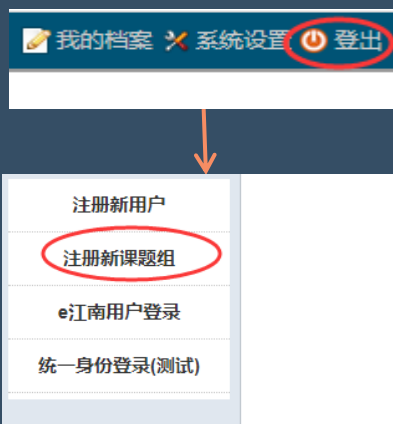 我的档案 系统设置 登出
注册新用户
注册新课题组
e江南用户登录
统一身份登录(测试)